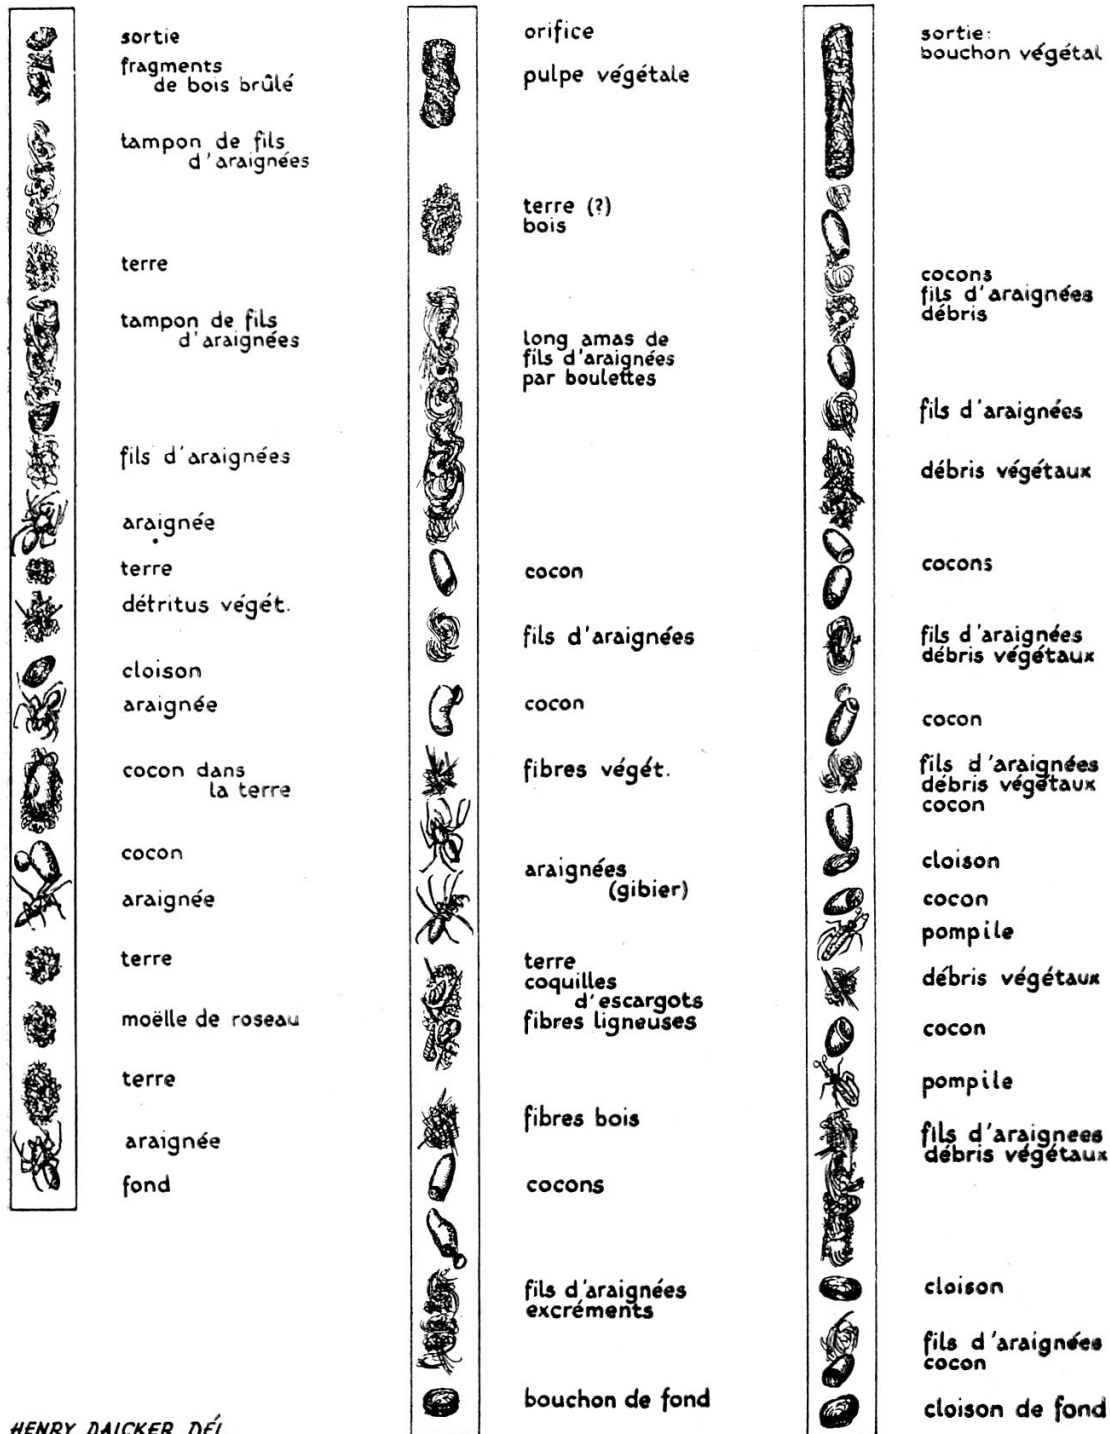 sortie
fragments
de bois brûlé
tampon de fils
d'araignées
terre
tampon de fils
d'araignées
fils d'araignées
araignée
terre
détritus végét.
cloison
araignée
cocon dans
la terre
cocon
araignée
terre
moëlle de roseau
terre
araignée
fond
HENRY DAICKER DÉL
orifice
pulpe végétale
terre (?)
bois
long amas de
fils d'araignées
par boulettes
cocon
fils d'araignées
cocon
fibres végét.
araignées
(gibier)
terre
coquilles
d'escargots
fibres ligneuses
fibres bois
cocons
fils d'araignées
excréments
bouchon de fond
sortie:
bouchon végétal
cocons
fils d'araignées
débris
fils d'araignées
débris végétaux
cocons
fils d'araignées
débris végétaux
cocon
fils d'araignées
débris végétaux
cocon
cloison
cocon
pompile
débris végétaux
cocon
pompile
fils d'araignees
débris végétaux
cloison
fils d'araignées
cocon
cloison de fond